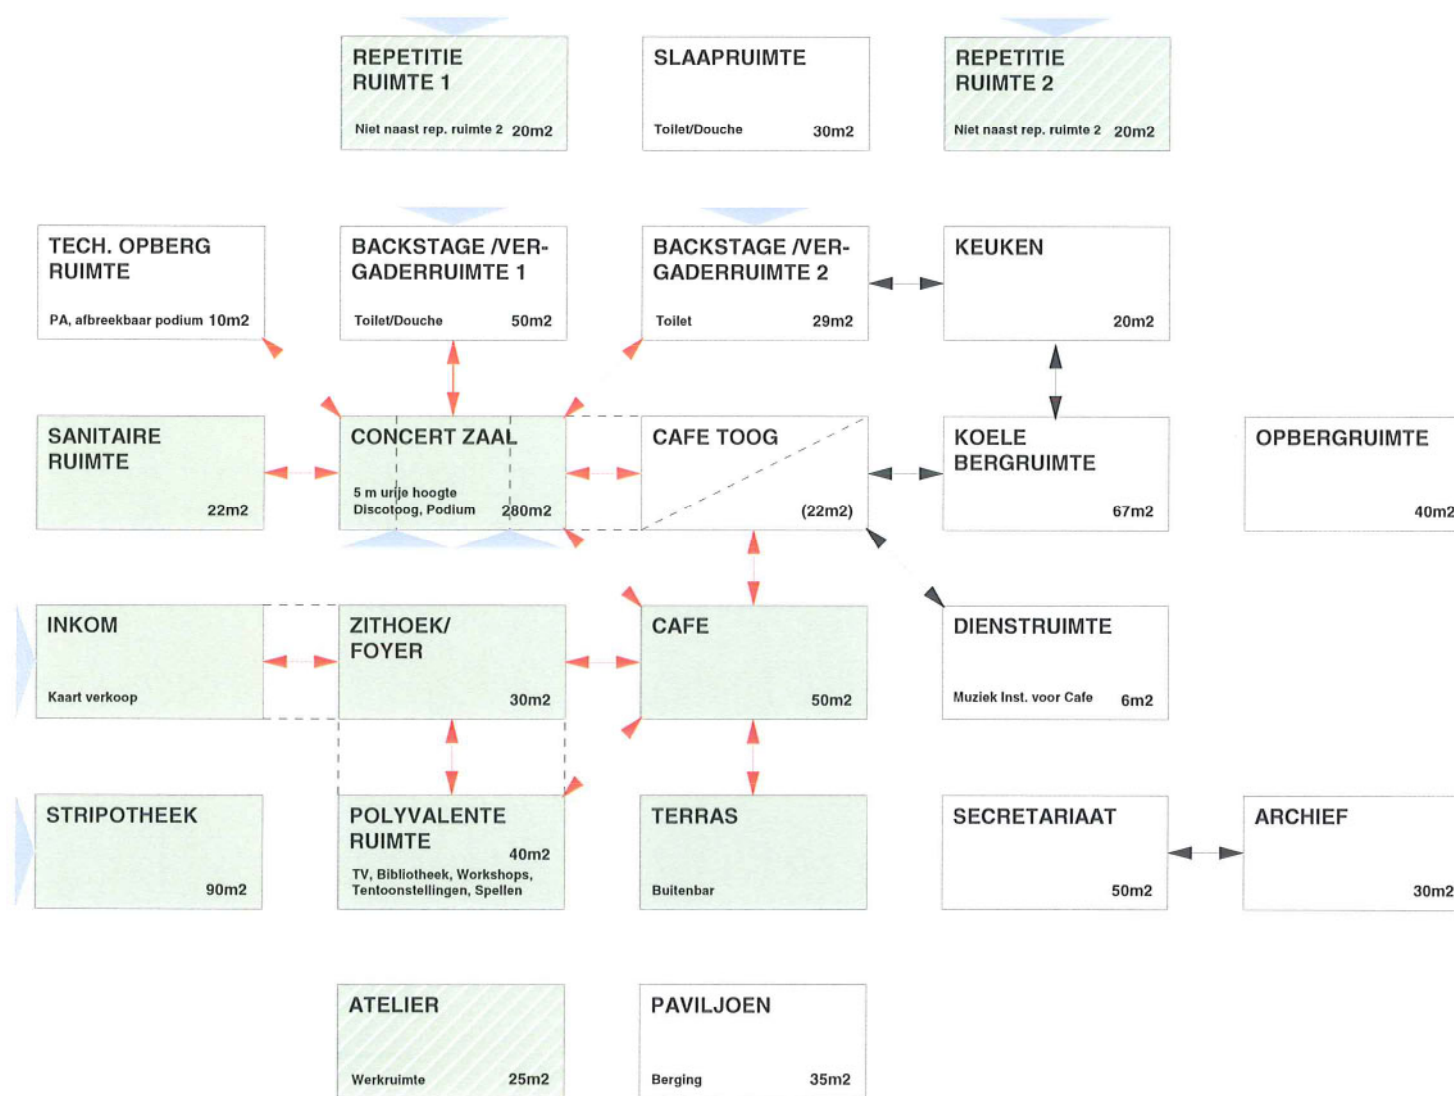 REPETITIE
RUIMTE 1
Niet naast rep. ruimte 2 20m2
SLAAPRUIMTE
Toilet/Douche 30m2
REPETITIE
RUIMTE 2
Niet naast rep. ruimte 2 20m2
TECH. OPBERG
RUIMTE
PA, afbreekbaar podium 10m2
BACKSTAGE /VER-
GADERRUIMTE 1
Toilet/Douche 50m2
BACKSTAGE /VER-
GADERRUIMTE 2
Toilet 29m2
KEUKEN
20m2
SANITAIRE
RUIMTE
22m2
CONCERT ZAAL
5 m urije hoogte
Discotoog, Podium 280m2
CAFE TOOG
(22m2)
KOELE
BERGRUIMTE
67m2
OPBERGRUIMTE
40m2
INKOM
Kaart verkoop
ZITHOEK/
FOYER
30m2
CAFE
50m2
DIENSTRUIMTE
Muziek Inst. voor Cafe 6m2
STRIPOTHEEK
90m2
POLYVALENTE
RUIMTE
40m2
TV, Bibliotheek, Workshops,
Tentoonstellingen, Spellen
TERRAS
Buitenbar
SECRETARIAAT
50m2
ARCHIEF
30m2
ATELIER
Werkruimte 25m2
PAVILJOEN
Berging 35m2